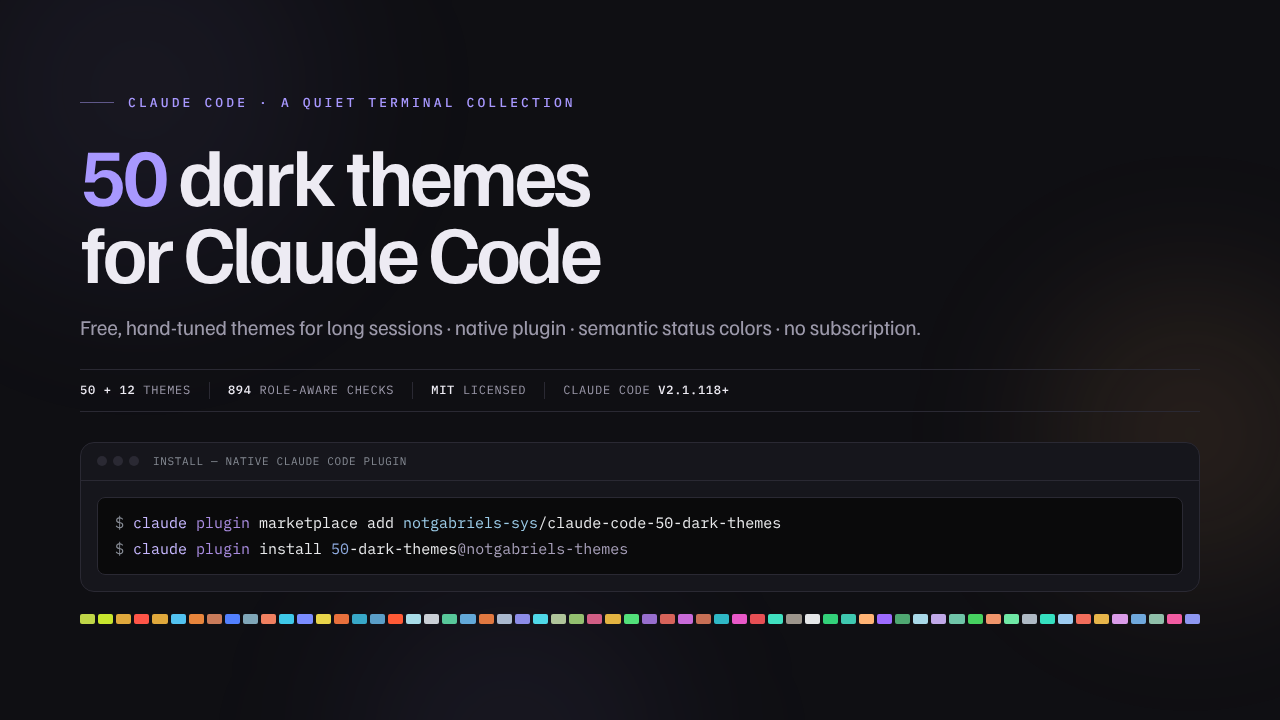 CLAUDE CODE · A QUIET TERMINAL COLLECTION
50 dark themes
for Claude Code
Free, hand-tuned themes for long sessions · native plugin · semantic status colors · no subscription.
50 + 12 THEMES 894 ROLE-AWARE CHECKS MIT LICENSED CLAUDE CODE V2.1.118+
INSTALL — NATIVE CLAUDE CODE PLUGIN
$ claude plugin marketplace add notgabriels-sys/claude-code-50-dark-themes
$ claude plugin install 50-dark-themes@notgabriels-themes